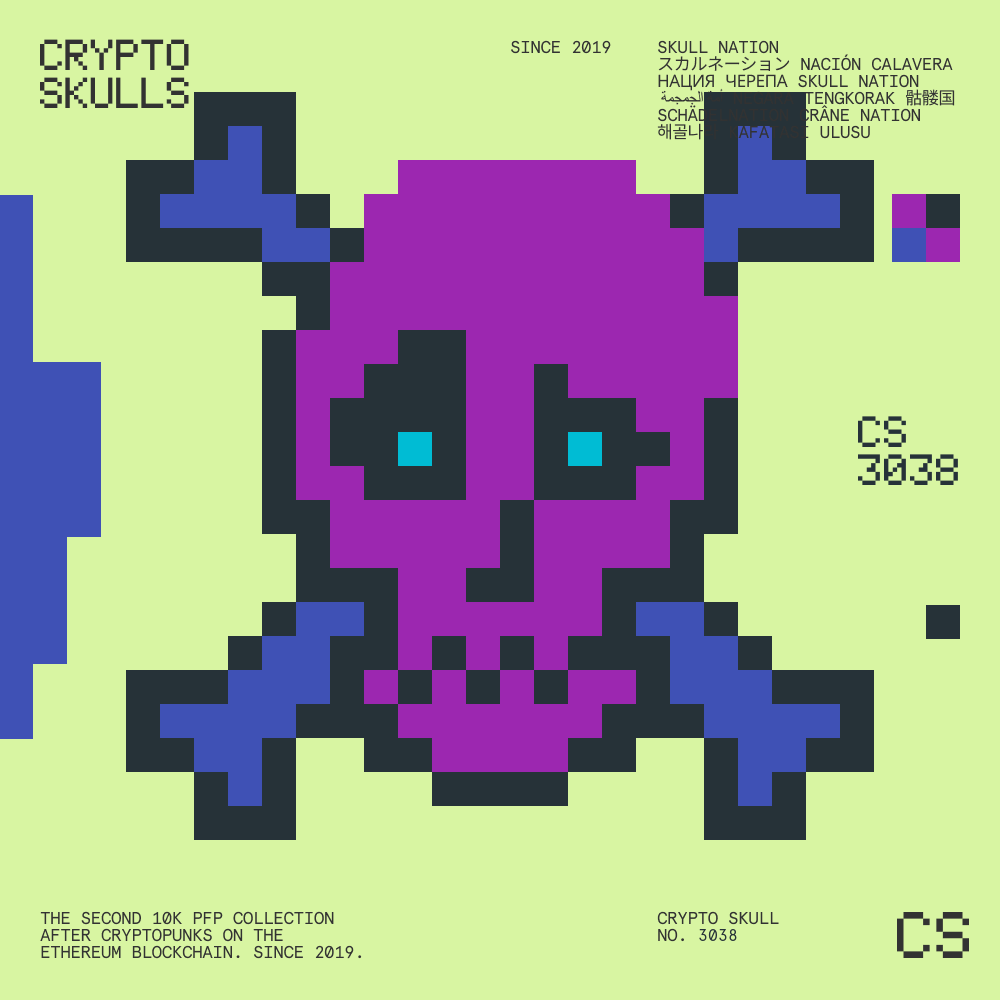 CRYPTO
SKULLS
SINCE 2019
SKULL NATION
スカルネーション NACIÓN CALAVERA
НАЦИЯ ЧЕРЕПА SKULL NATION
الجمجمة TENGKORAK 骷髅国
CRÂNE NATION
해골나 ULUSU
CS
3038
THE SECOND 10K PFP COLLECTION
AFTER CRYPTOPUNKS ON THE
ETHEREUM BLOCKCHAIN. SINCE 2019.
CRYPTO SKULL
NO. 3038
CS